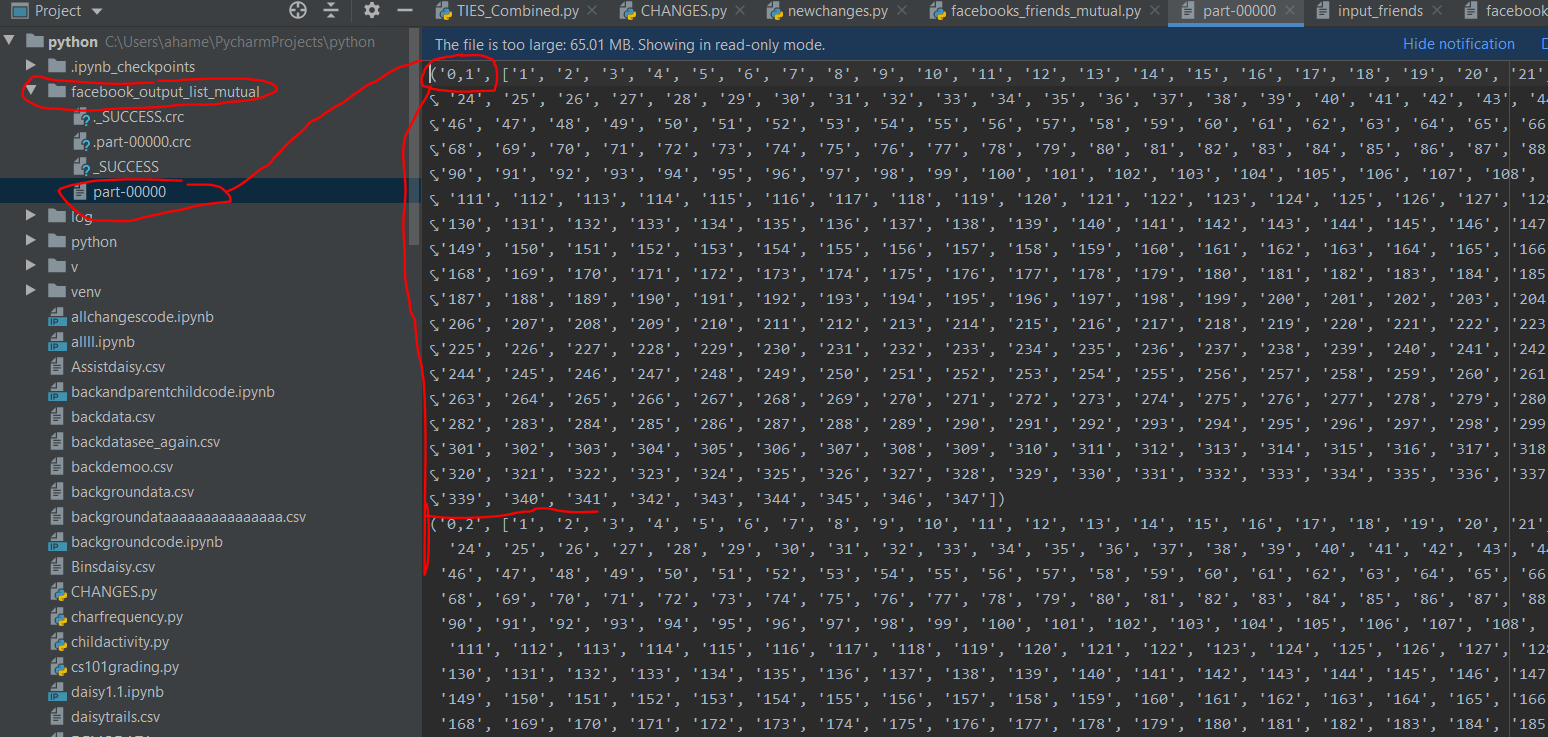 Project
TIES_Combined.py
CHANGES.py
newchanges.py
facebooks_friends_mutual.py
part-00000
input_friends
facebook
python C:\Users\ahame\PycharmProjects\python
.ipynb_checkpoints
facebook_output_list_mutual
._SUCCESS.crc
.part-00000.crc
_SUCCESS
part-00000
log
python
v
venv
allchangescode.ipynb
allll.ipynb
Assistdaisy.csv
backandparentchildcode.ipynb
backdata.csv
backdatasee_again.csv
backdemoo.csv
backgroundata.csv
backgroundataaaaaaaaaaaaaaa.csv
backgroundcode.ipynb
Binsdaisy.csv
CHANGES.py
charfrequency.py
childactivity.py
cs101grading.py
daisy1.1.ipynb
daisytrails.csv
The file is too large: 65.01 MB. Showing in read-only mode. Hide notification
('0,1', ['1', '2', '3', '4', '5', '6', '7', '8', '9', '10', '11', '12', '13', '14', '15', '16', '17', '18', '19', '20', '21',
'24', '25', '26', '27', '28', '29', '30', '31', '32', '33', '34', '35', '36', '37', '38', '39', '40', '41', '42', '43', '44
'46', '47', '48', '49', '50', '51', '52', '53', '54', '55', '56', '57', '58', '59', '60', '61', '62', '63', '64', '65', '66
'68', '69', '70', '71', '72', '73', '74', '75', '76', '77', '78', '79', '80', '81', '82', '83', '84', '85', '86', '87', '88
'90', '91', '92', '93', '94', '95', '96', '97', '98', '99', '100', '101', '102', '103', '104', '105', '106', '107', '108',
'111', '112', '113', '114', '115', '116', '117', '118', '119', '120', '121', '122', '123', '124', '125', '126', '127', '128
'130', '131', '132', '133', '134', '135', '136', '137', '138', '139', '140', '141', '142', '143', '144', '145', '146', '147
'149', '150', '151', '152', '153', '154', '155', '156', '157', '158', '159', '160', '161', '162', '163', '164', '165', '166
'168', '169', '170', '171', '172', '173', '174', '175', '176', '177', '178', '179', '180', '181', '182', '183', '184', '185
'187', '188', '189', '190', '191', '192', '193', '194', '195', '196', '197', '198', '199', '200', '201', '202', '203', '204
'206', '207', '208', '209', '210', '211', '212', '213', '214', '215', '216', '217', '218', '219', '220', '221', '222', '223
'225', '226', '227', '228', '229', '230', '231', '232', '233', '234', '235', '236', '237', '238', '239', '240', '241', '242
'244', '245', '246', '247', '248', '249', '250', '251', '252', '253', '254', '255', '256', '257', '258', '259', '260', '261
'263', '264', '265', '266', '267', '268', '269', '270', '271', '272', '273', '274', '275', '276', '277', '278', '279', '280
'282', '283', '284', '285', '286', '287', '288', '289', '290', '291', '292', '293', '294', '295', '296', '297', '298', '299
'301', '302', '303', '304', '305', '306', '307', '308', '309', '310', '311', '312', '313', '314', '315', '316', '317', '318
'320', '321', '322', '323', '324', '325', '326', '327', '328', '329', '330', '331', '332', '333', '334', '335', '336', '337
'339', '340', '341', '342', '343', '344', '345', '346', '347'])
('0,2', ['1', '2', '3', '4', '5', '6', '7', '8', '9', '10', '11', '12', '13', '14', '15', '16', '17', '18', '19', '20', '21',
'24', '25', '26', '27', '28', '29', '30', '31', '32', '33', '34', '35', '36', '37', '38', '39', '40', '41', '42', '43', '44
'46', '47', '48', '49', '50', '51', '52', '53', '54', '55', '56', '57', '58', '59', '60', '61', '62', '63', '64', '65', '66
'68', '69', '70', '71', '72', '73', '74', '75', '76', '77', '78', '79', '80', '81', '82', '83', '84', '85', '86', '87', '88
'90', '91', '92', '93', '94', '95', '96', '97', '98', '99', '100', '101', '102', '103', '104', '105', '106', '107', '108',
'111', '112', '113', '114', '115', '116', '117', '118', '119', '120', '121', '122', '123', '124', '125', '126', '127', '128
'130', '131', '132', '133', '134', '135', '136', '137', '138', '139', '140', '141', '142', '143', '144', '145', '146', '147
'149', '150', '151', '152', '153', '154', '155', '156', '157', '158', '159', '160', '161', '162', '163', '164', '165', '166
'168', '169', '170', '171', '172', '173', '174', '175', '176', '177', '178', '179', '180', '181', '182', '183', '184', '185